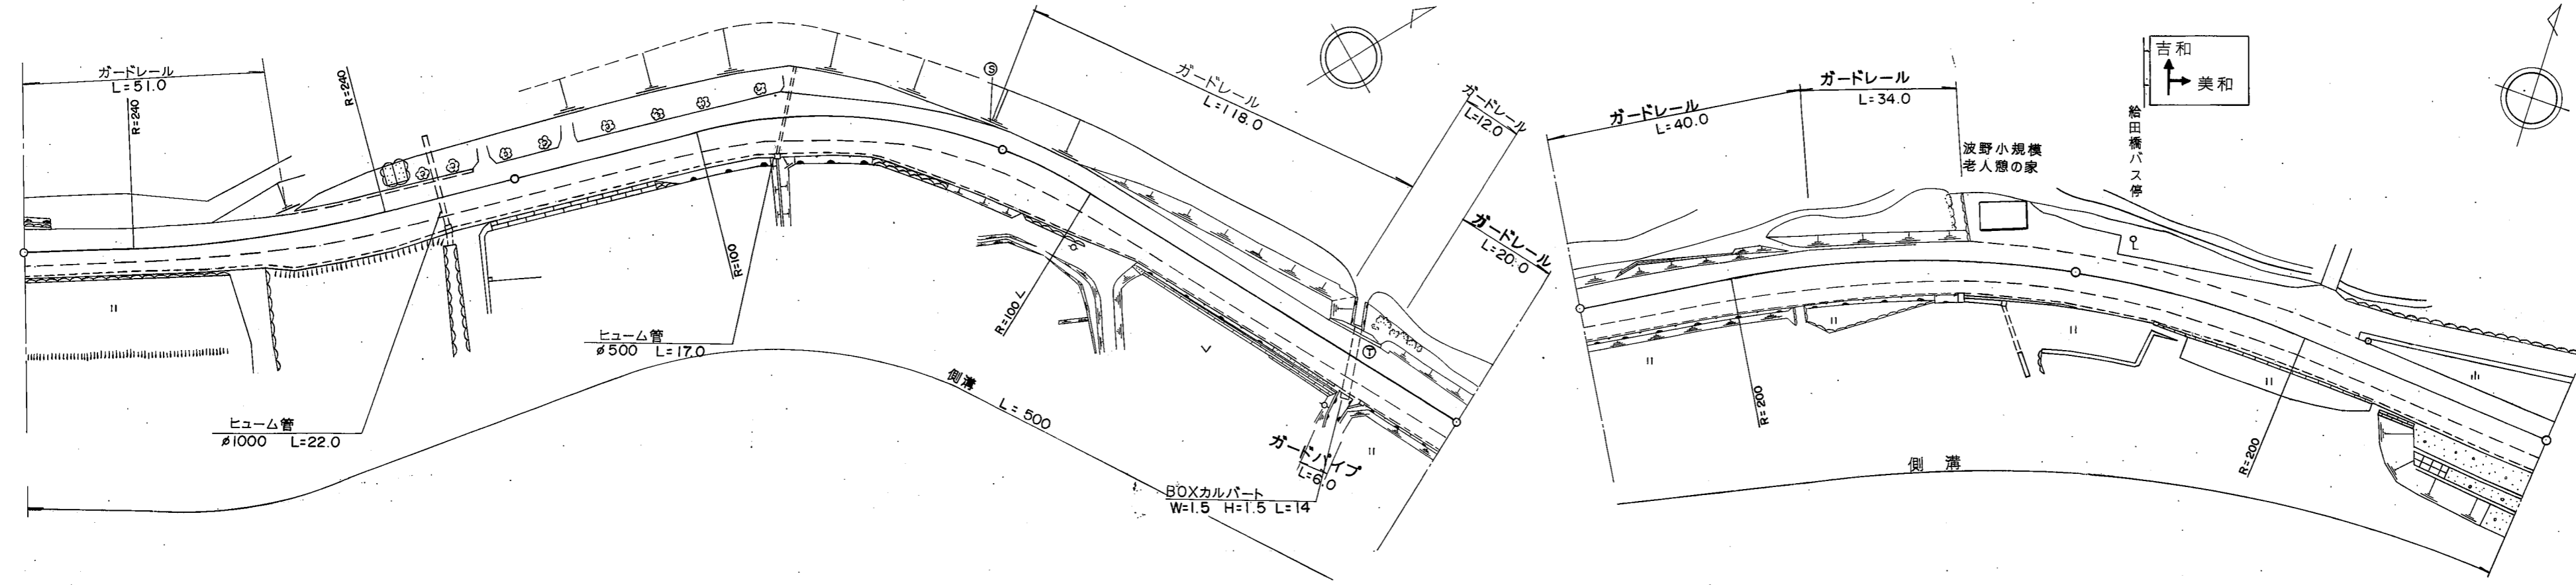 ガードレール
L=51.0
R=240
R=240
S
ガードレール
L=118.0
ガードレール
L=12.0
ガードレール
L=20.0
R=100
R=100 L
ヒューム管
φ500 L=17.0
ヒューム管
φ1000 L=22.0
側溝
L=500
T
ガードパイプ
L=6.0
BOXカルバート
W=1.5 H=1.5 L=14
ガードレール
L=40.0
ガードレール
L=34.0
波野小規模
老人憩の家
給田橋バス停
吉和
美和
R=200
R=200
側溝